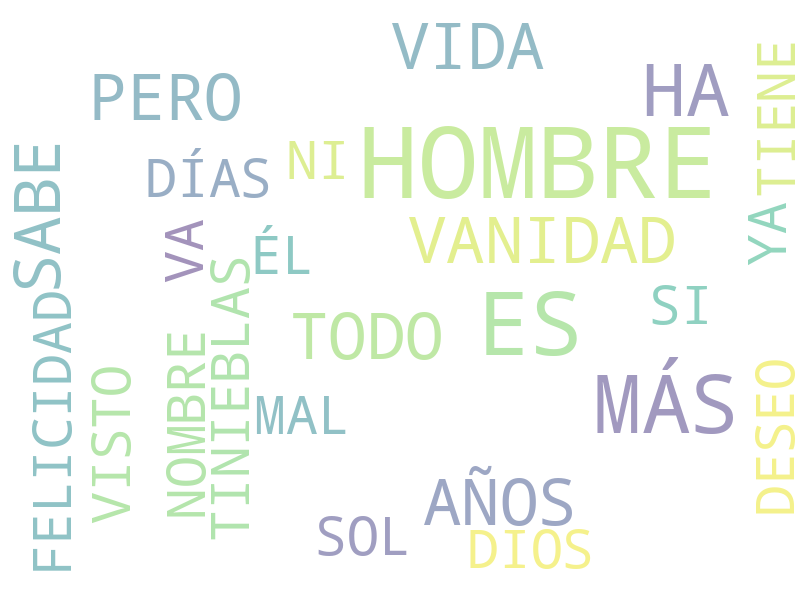 VIDA
PERO
HA
TIENE
HOMBRE
NI
DÍAS
SABE
VANIDAD
YA
VA
ÉL
SI
TODO
ES
TINIEBLAS
FELICIDAD
NOMBRE
VISTO
MAL
MÁS
DESEO
AÑOS
SOL
DIOS